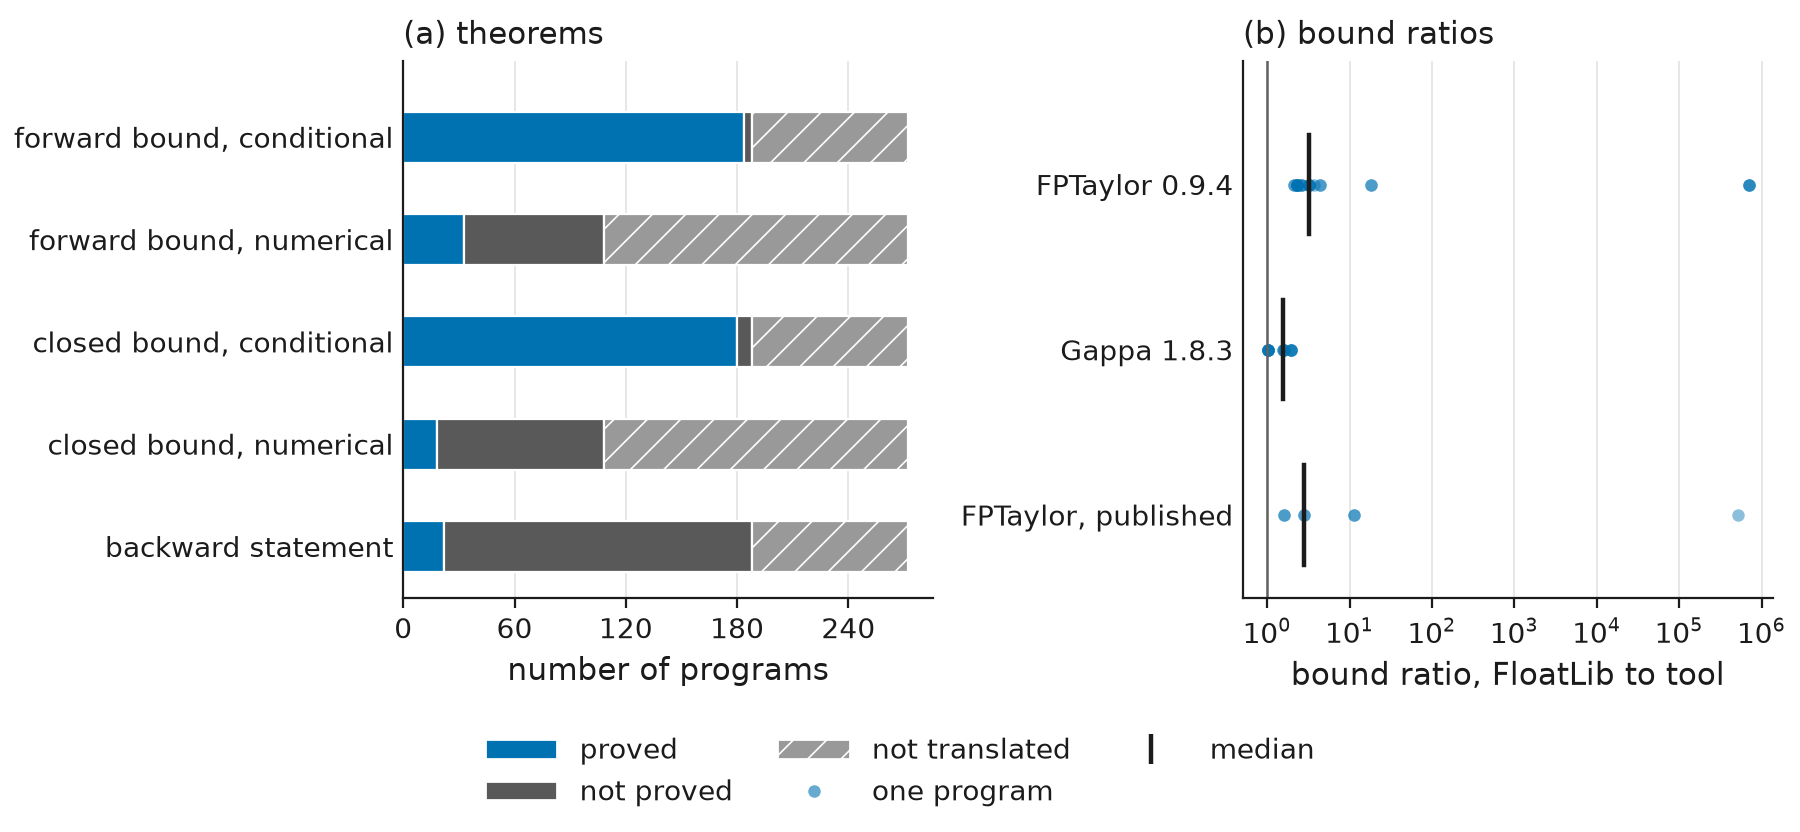 (a) theorems
forward bound, conditional
forward bound, numerical
closed bound, conditional
closed bound, numerical
backward statement
0 60 120 180 240
number of programs
(b) bound ratios
FPTaylor 0.9.4
Gappa 1.8.3
FPTaylor, published
10⁰ 10¹ 10² 10³ 10⁴ 10⁵ 10⁶
bound ratio, FloatLib to tool
proved
not proved
not translated
one program
median